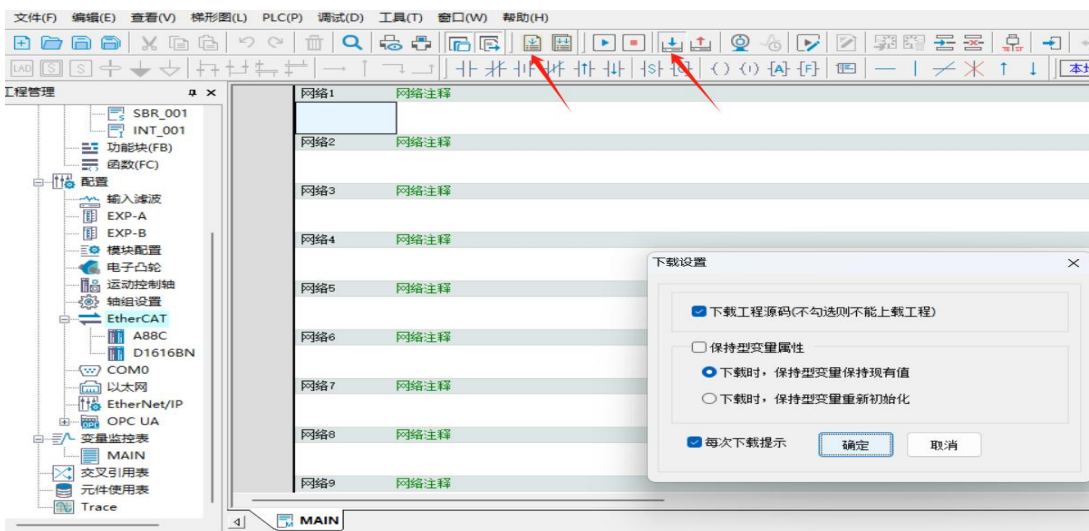 文件(F) 编辑(E) 查看(V) 梯形图(L) PLC(P) 调试(D) 工具(T) 窗口(W) 帮助(H)
工程管理
SBR_001
INT_001
功能块(FB)
函数(FC)
配置
输入滤波
EXP-A
EXP-B
模块配置
电子凸轮
运动控制轴
轴组设置
EtherCAT
A88C
D1616BN
COM0
以太网
EtherNet/IP
OPC UA
变量监控表
MAIN
交叉引用表
元件使用表
Trace
网络1 网络注释
网络2 网络注释
网络3 网络注释
网络4 网络注释
网络5 网络注释
网络6 网络注释
网络7 网络注释
网络8 网络注释
网络9 网络注释
下载设置
下载工程源码(不勾选则不能上载工程)
保持型变量属性
下载时，保持型变量保持现有值
下载时，保持型变量重新初始化
每次下载提示 确定 取消
MAIN